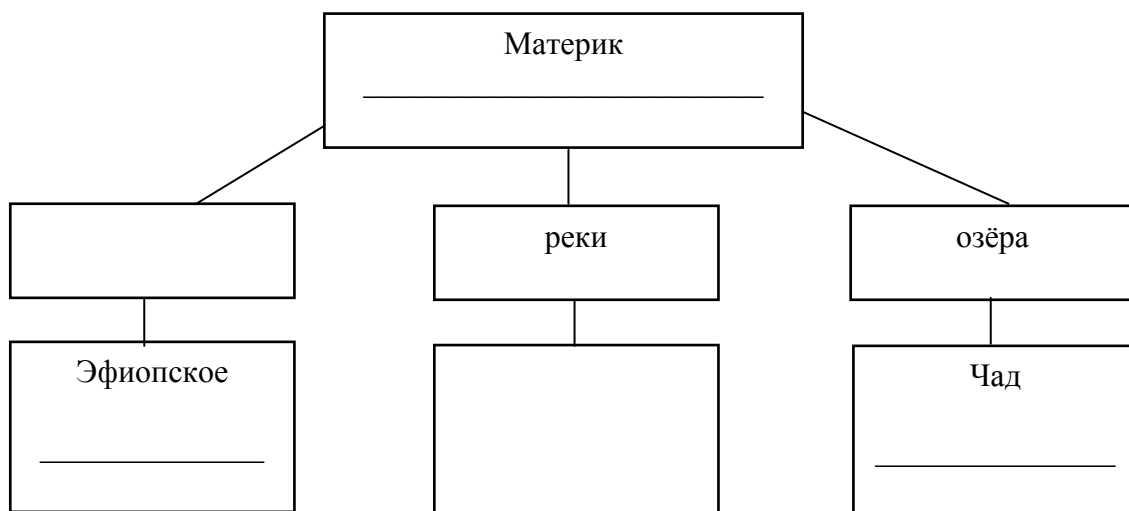 Материк
реки
озёра
Эфиопское
Чад